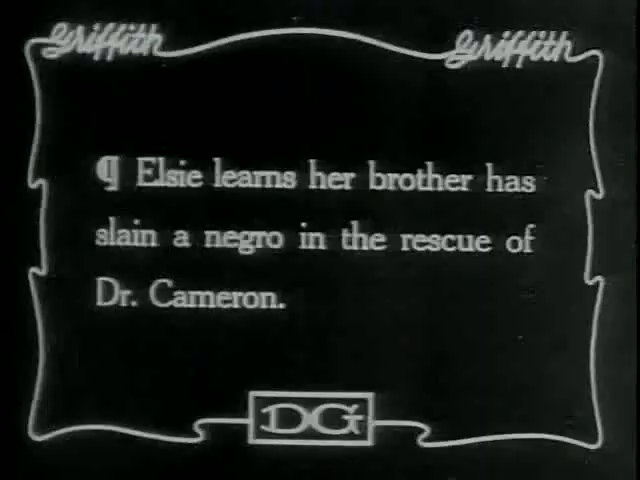 Griffith Griffith
¶ Elsie learns her brother has
slain a negro in the rescue of
Dr. Cameron.
DG